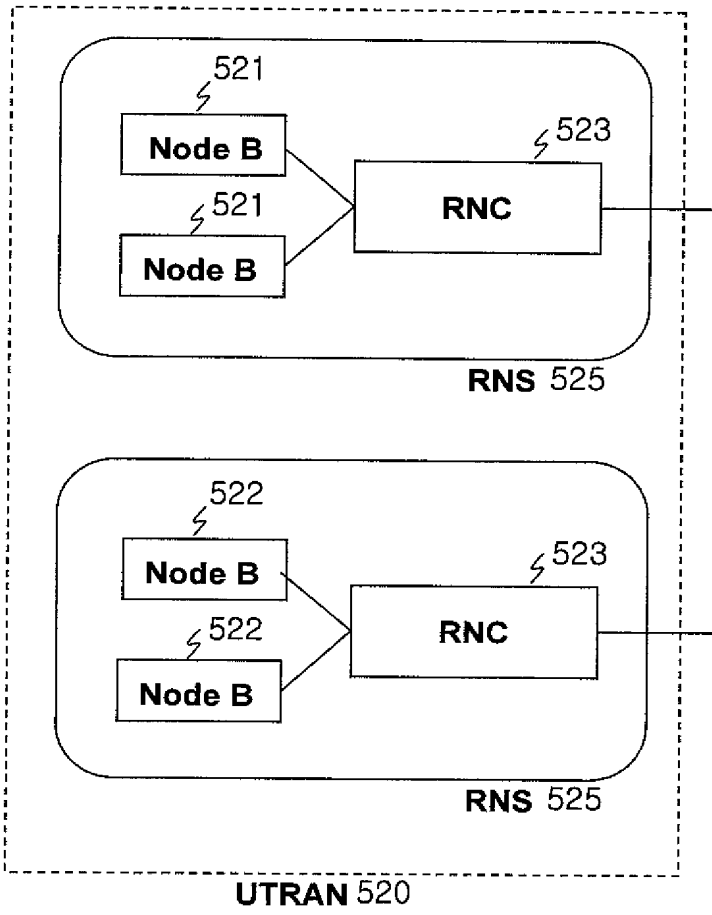 521
Node B
523
RNC
521
Node B
RNS 525
522
Node B
523
RNC
522
Node B
RNS 525
UTRAN 520